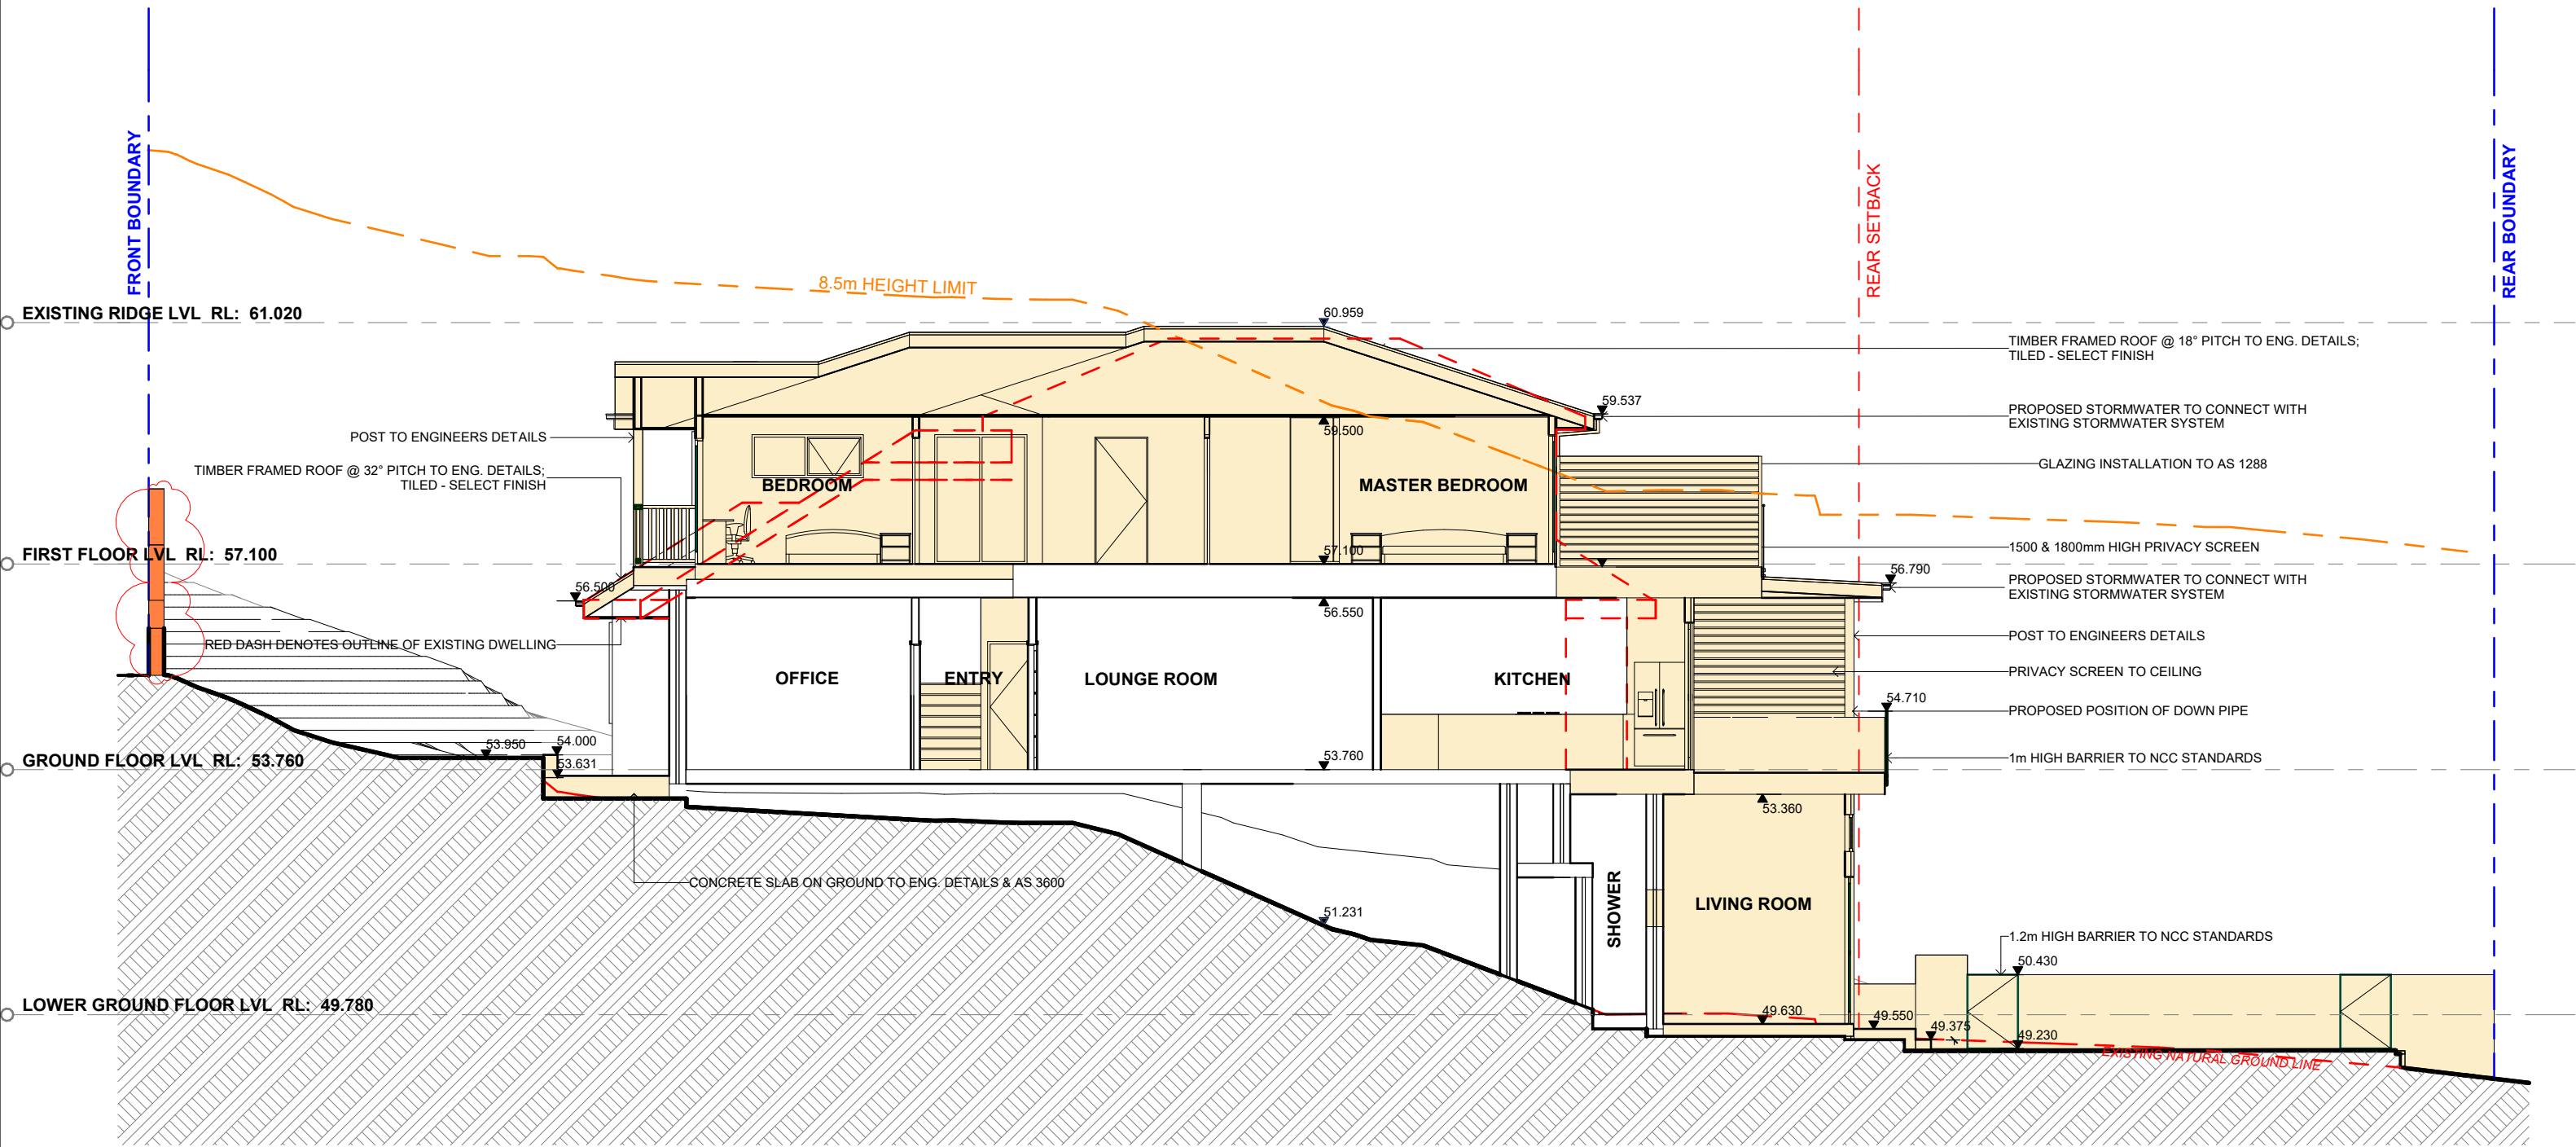 FRONT BOUNDARY
REAR SETBACK
REAR BOUNDARY
8.5m HEIGHT LIMIT
EXISTING RIDGE LVL RL: 61.020
60.959
TIMBER FRAMED ROOF @ 18° PITCH TO ENG. DETAILS;
TILED - SELECT FINISH
59.537
PROPOSED STORMWATER TO CONNECT WITH
EXISTING STORMWATER SYSTEM
59.500
POST TO ENGINEERS DETAILS
GLAZING INSTALLATION TO AS 1288
TIMBER FRAMED ROOF @ 32° PITCH TO ENG. DETAILS;
TILED - SELECT FINISH
BEDROOM
MASTER BEDROOM
FIRST FLOOR LVL RL: 57.100
57.100
1500 & 1800mm HIGH PRIVACY SCREEN
56.500
56.790
PROPOSED STORMWATER TO CONNECT WITH
EXISTING STORMWATER SYSTEM
56.550
RED DASH DENOTES OUTLINE OF EXISTING DWELLING
POST TO ENGINEERS DETAILS
OFFICE
ENTRY
LOUNGE ROOM
KITCHEN
PRIVACY SCREEN TO CEILING
54.710
PROPOSED POSITION OF DOWN PIPE
53.950
54.000
53.631
GROUND FLOOR LVL RL: 53.760
53.760
1m HIGH BARRIER TO NCC STANDARDS
53.360
CONCRETE SLAB ON GROUND TO ENG. DETAILS & AS 3600
51.231
SHOWER
LIVING ROOM
1.2m HIGH BARRIER TO NCC STANDARDS
50.430
LOWER GROUND FLOOR LVL RL: 49.780
49.630
49.550
49.375
49.230
EXISTING NATURAL GROUND LINE